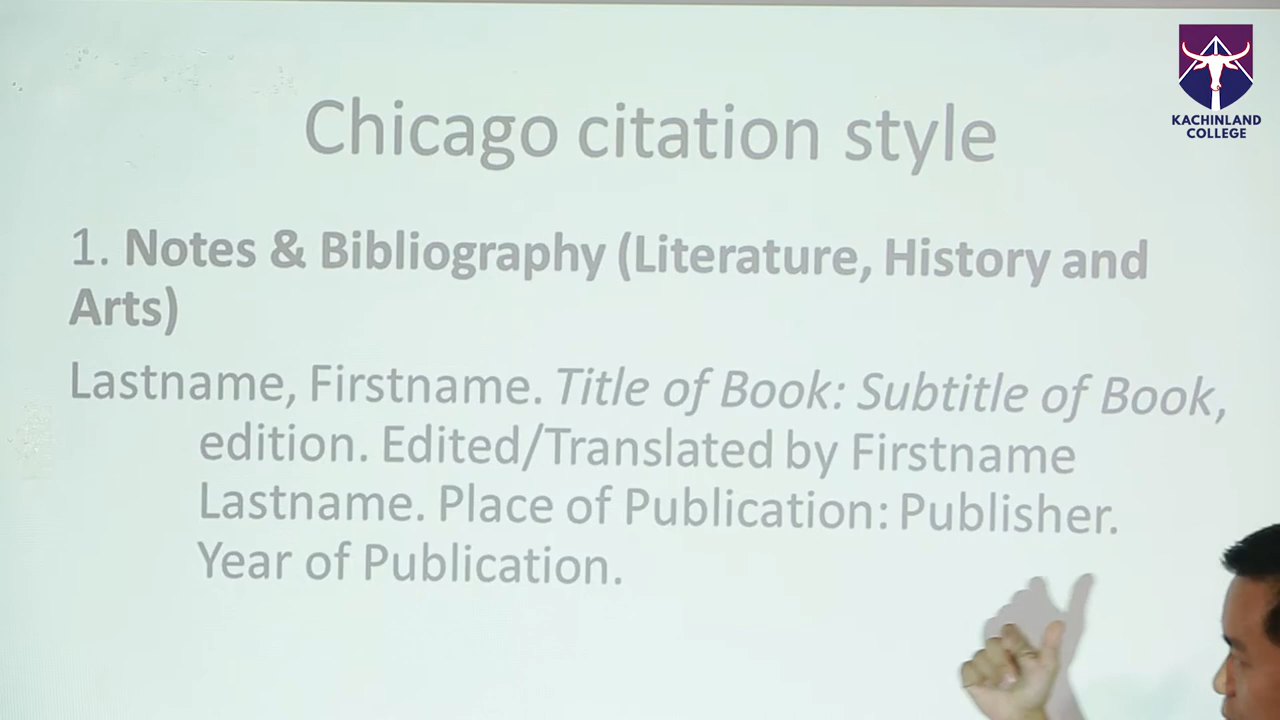 KACHINLAND
COLLEGE
Chicago citation style
1. Notes & Bibliography (Literature, History and
Arts)
Lastname, Firstname. Title of Book: Subtitle of Book,
edition. Edited/Translated by Firstname
Lastname. Place of Publication: Publisher.
Year of Publication.